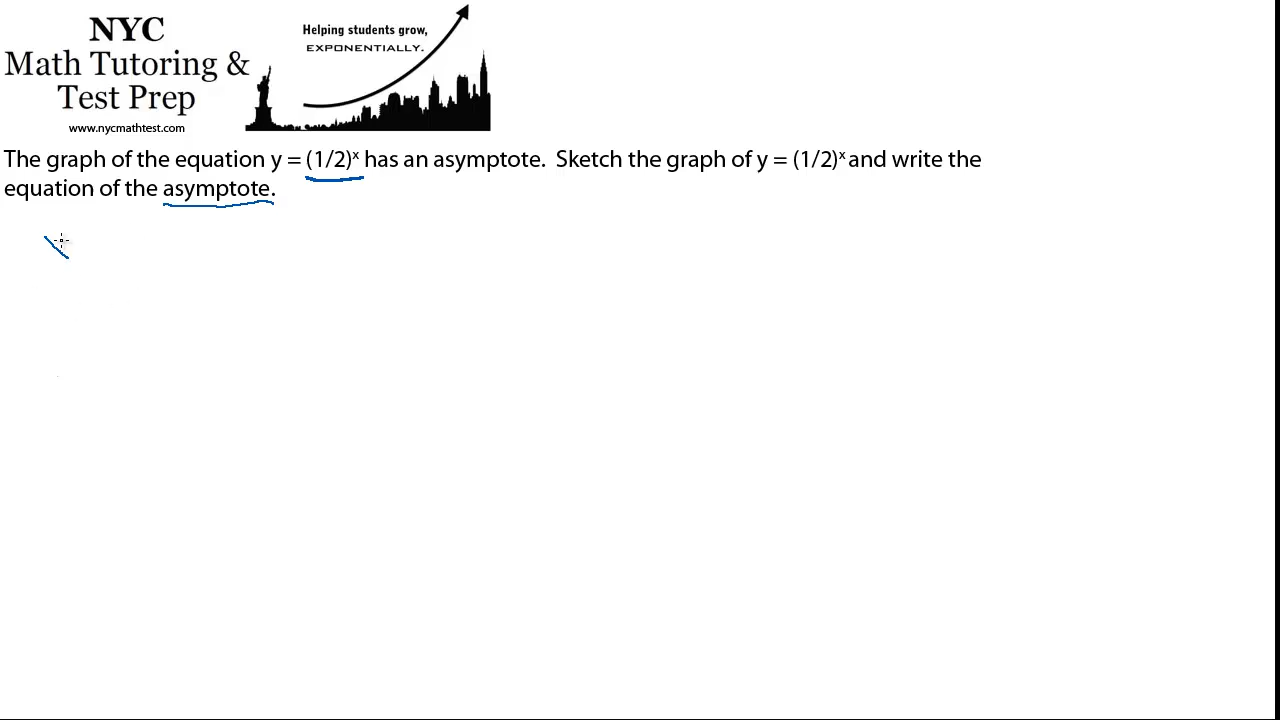 NYC
Math Tutoring &
Test Prep
www.nycmathtest.com
Helping students grow,
EXPONENTIALLY.
The graph of the equation y = (1/2)ˣ has an asymptote.  Sketch the graph of y = (1/2)ˣ and write the
equation of the asymptote.